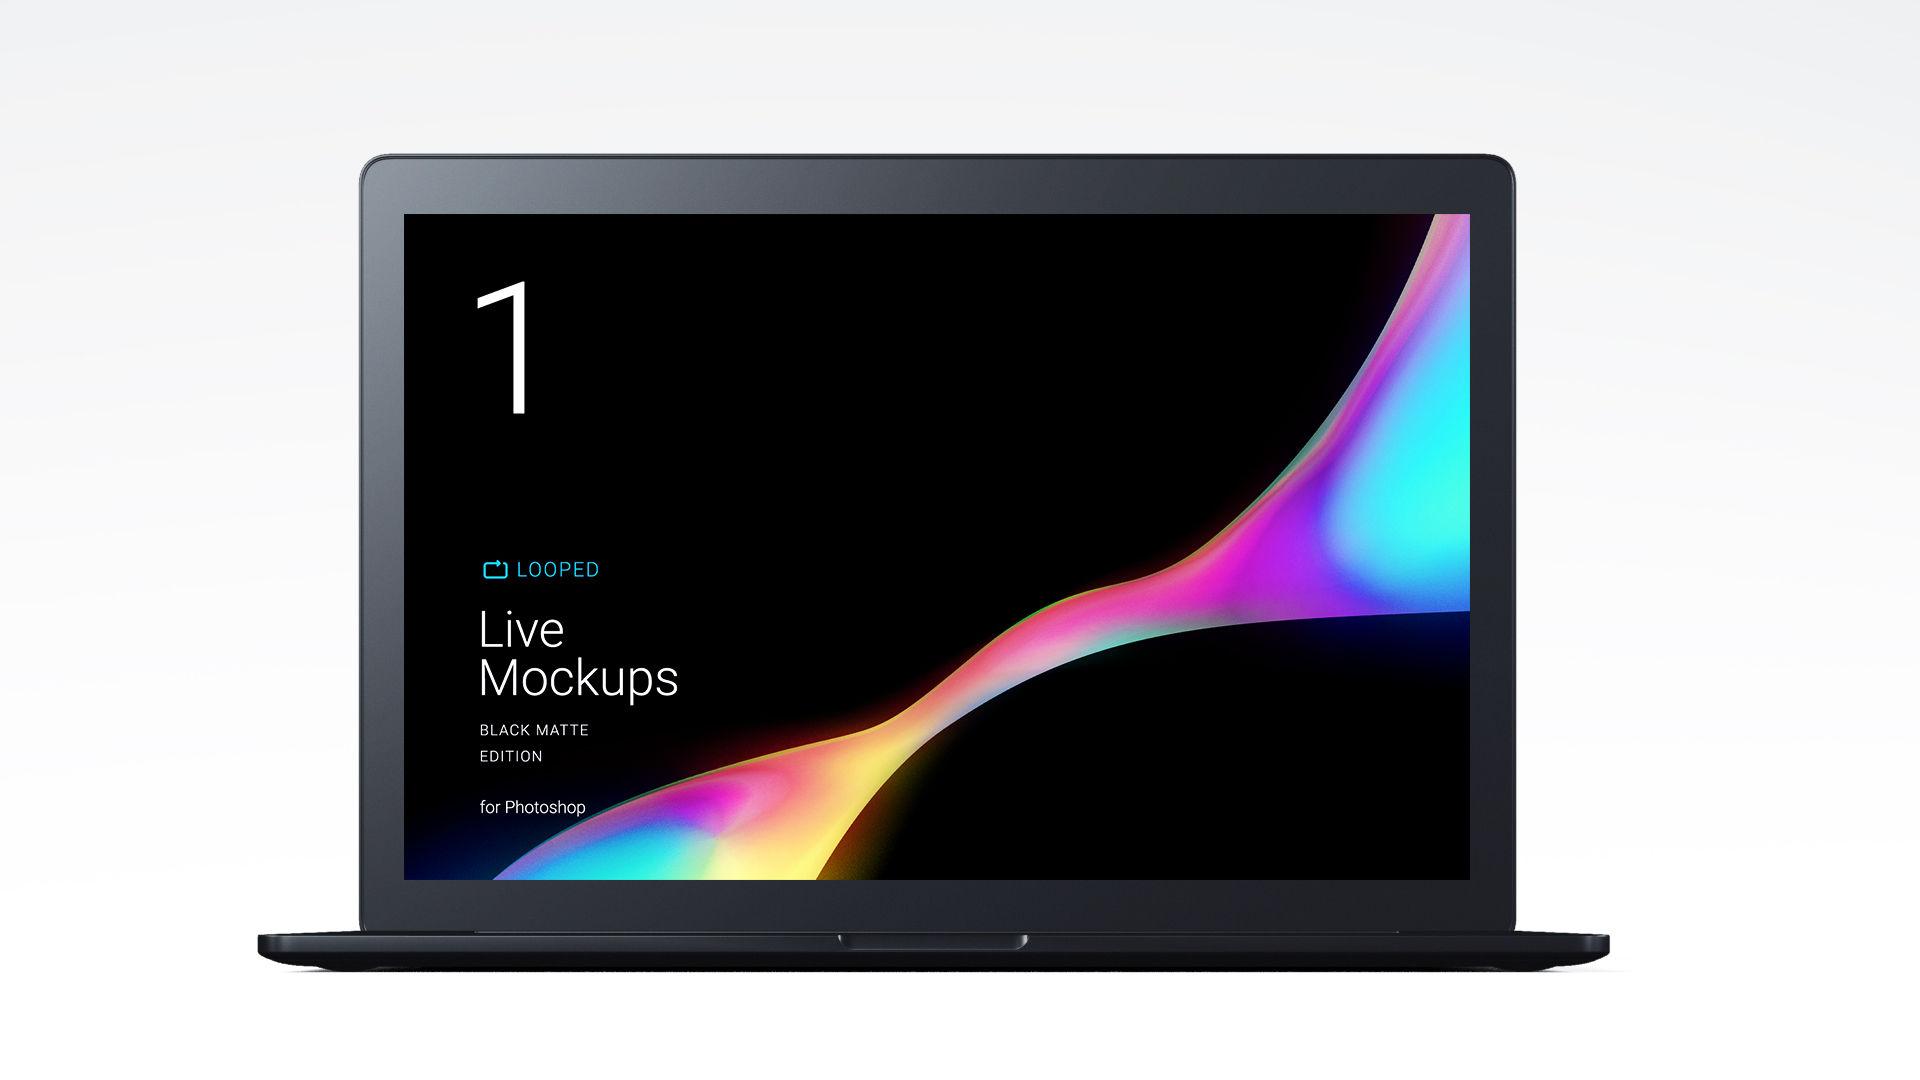 1
LOOPED
Live
Mockups
BLACK MATTE
EDITION
for Photoshop